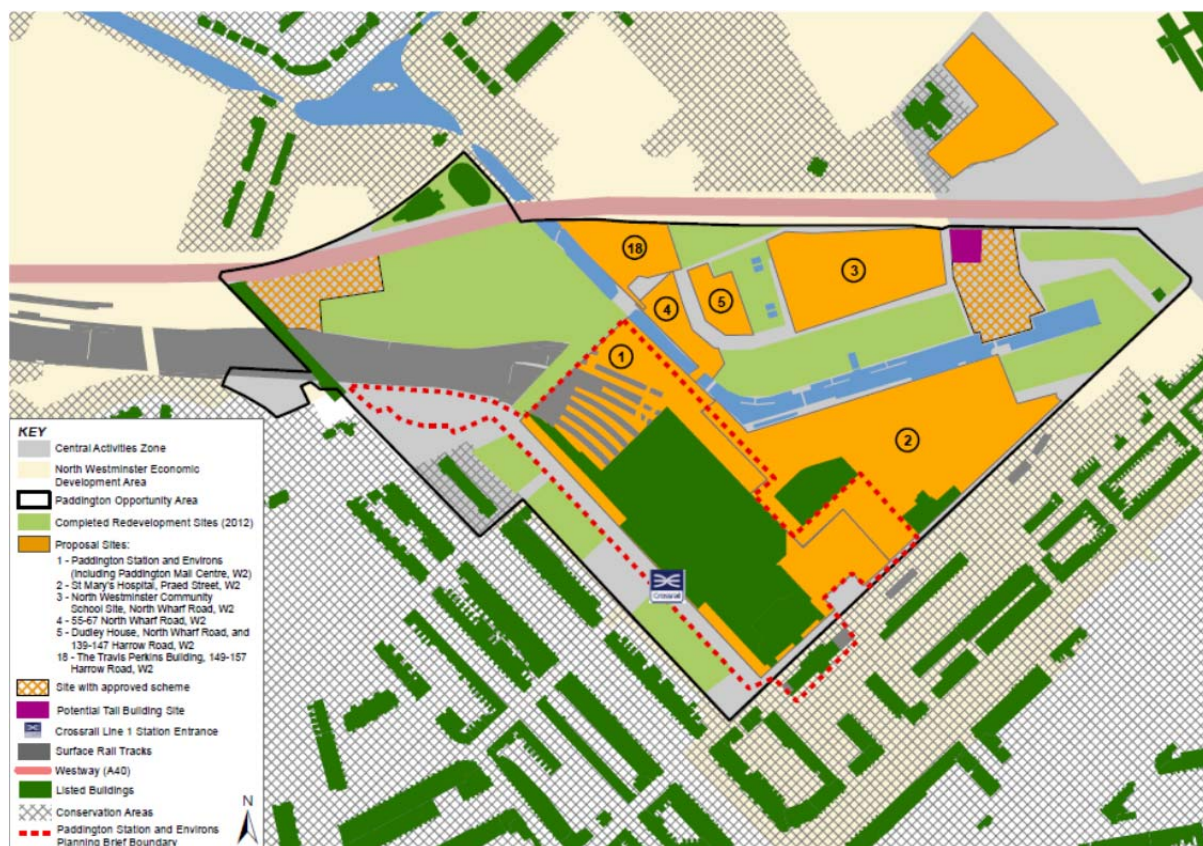 18
3
5
4
1
2
Crossrail
KEY
Central Activities Zone
North Westminster Economic
Development Area
Paddington Opportunity Area
Completed Redevelopment Sites (2012)
Proposal Sites:
1 - Paddington Station and Environs
(including Paddington Mail Centre, W2)
2 - St Mary's Hospital, Praed Street, W2
3 - North Westminster Community
School Site, North Wharf Road, W2
4 - 55-67 North Wharf Road, W2
5 - Dudley House, North Wharf Road, and
139-147 Harrow Road, W2
18 - The Travis Perkins Building, 149-157
Harrow Road, W2
Site with approved scheme
Potential Tall Building Site
Crossrail Line 1 Station Entrance
Surface Rail Tracks
Westway (A40)
Listed Buildings
Conservation Areas
N
Paddington Station and Environs
Planning Brief Boundary